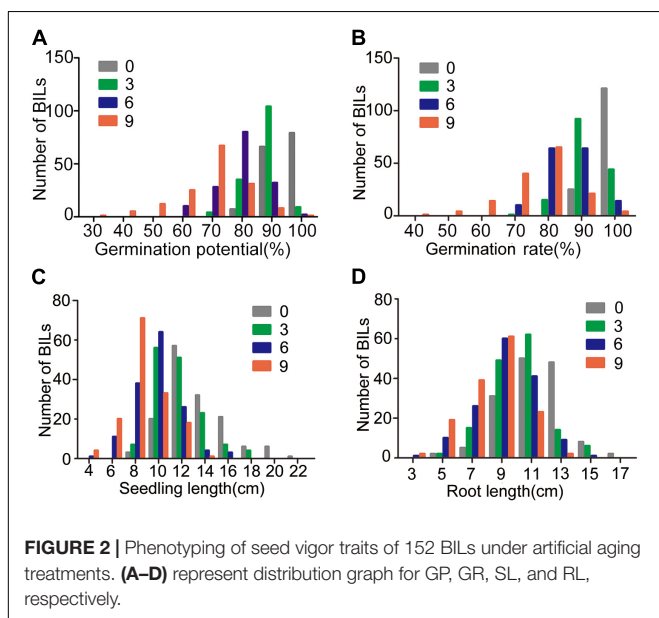 A
Number of BILs
150
100
50
0
0
3
6
9
30 40 50 60 70 80 90 100
Germination potential(%)
B
Number of BILs
150
100
50
0
0
3
6
9
40 50 60 70 80 90 100
Germination rate(%)
C
Number of BILs
80
60
40
20
0
0
3
6
9
4 6 8 10 12 14 16 18 20 22
Seedling length(cm)
D
Number of BILs
80
60
40
20
0
0
3
6
9
3 5 7 9 11 13 15 17
Root length(cm)
FIGURE 2 | Phenotyping of seed vigor traits of 152 BILs under artificial aging
treatments. (A–D) represent distribution graph for GP, GR, SL, and RL,
respectively.